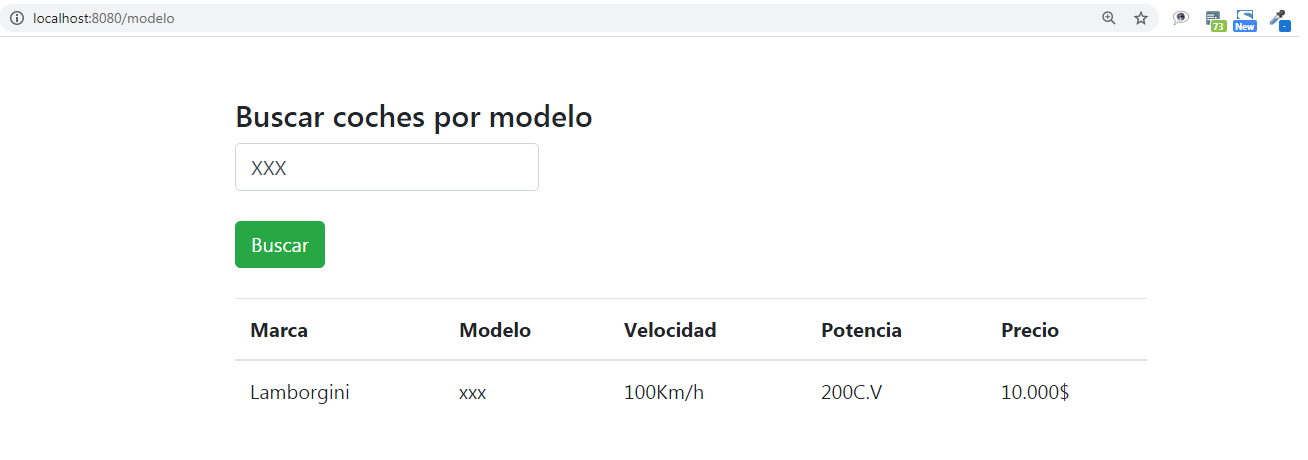 localhost:8080/modelo
73
New
-
Buscar coches por modelo
XXX
Buscar
Marca Modelo Velocidad Potencia Precio
Lamborgini xxx 100Km/h 200C.V 10.000$